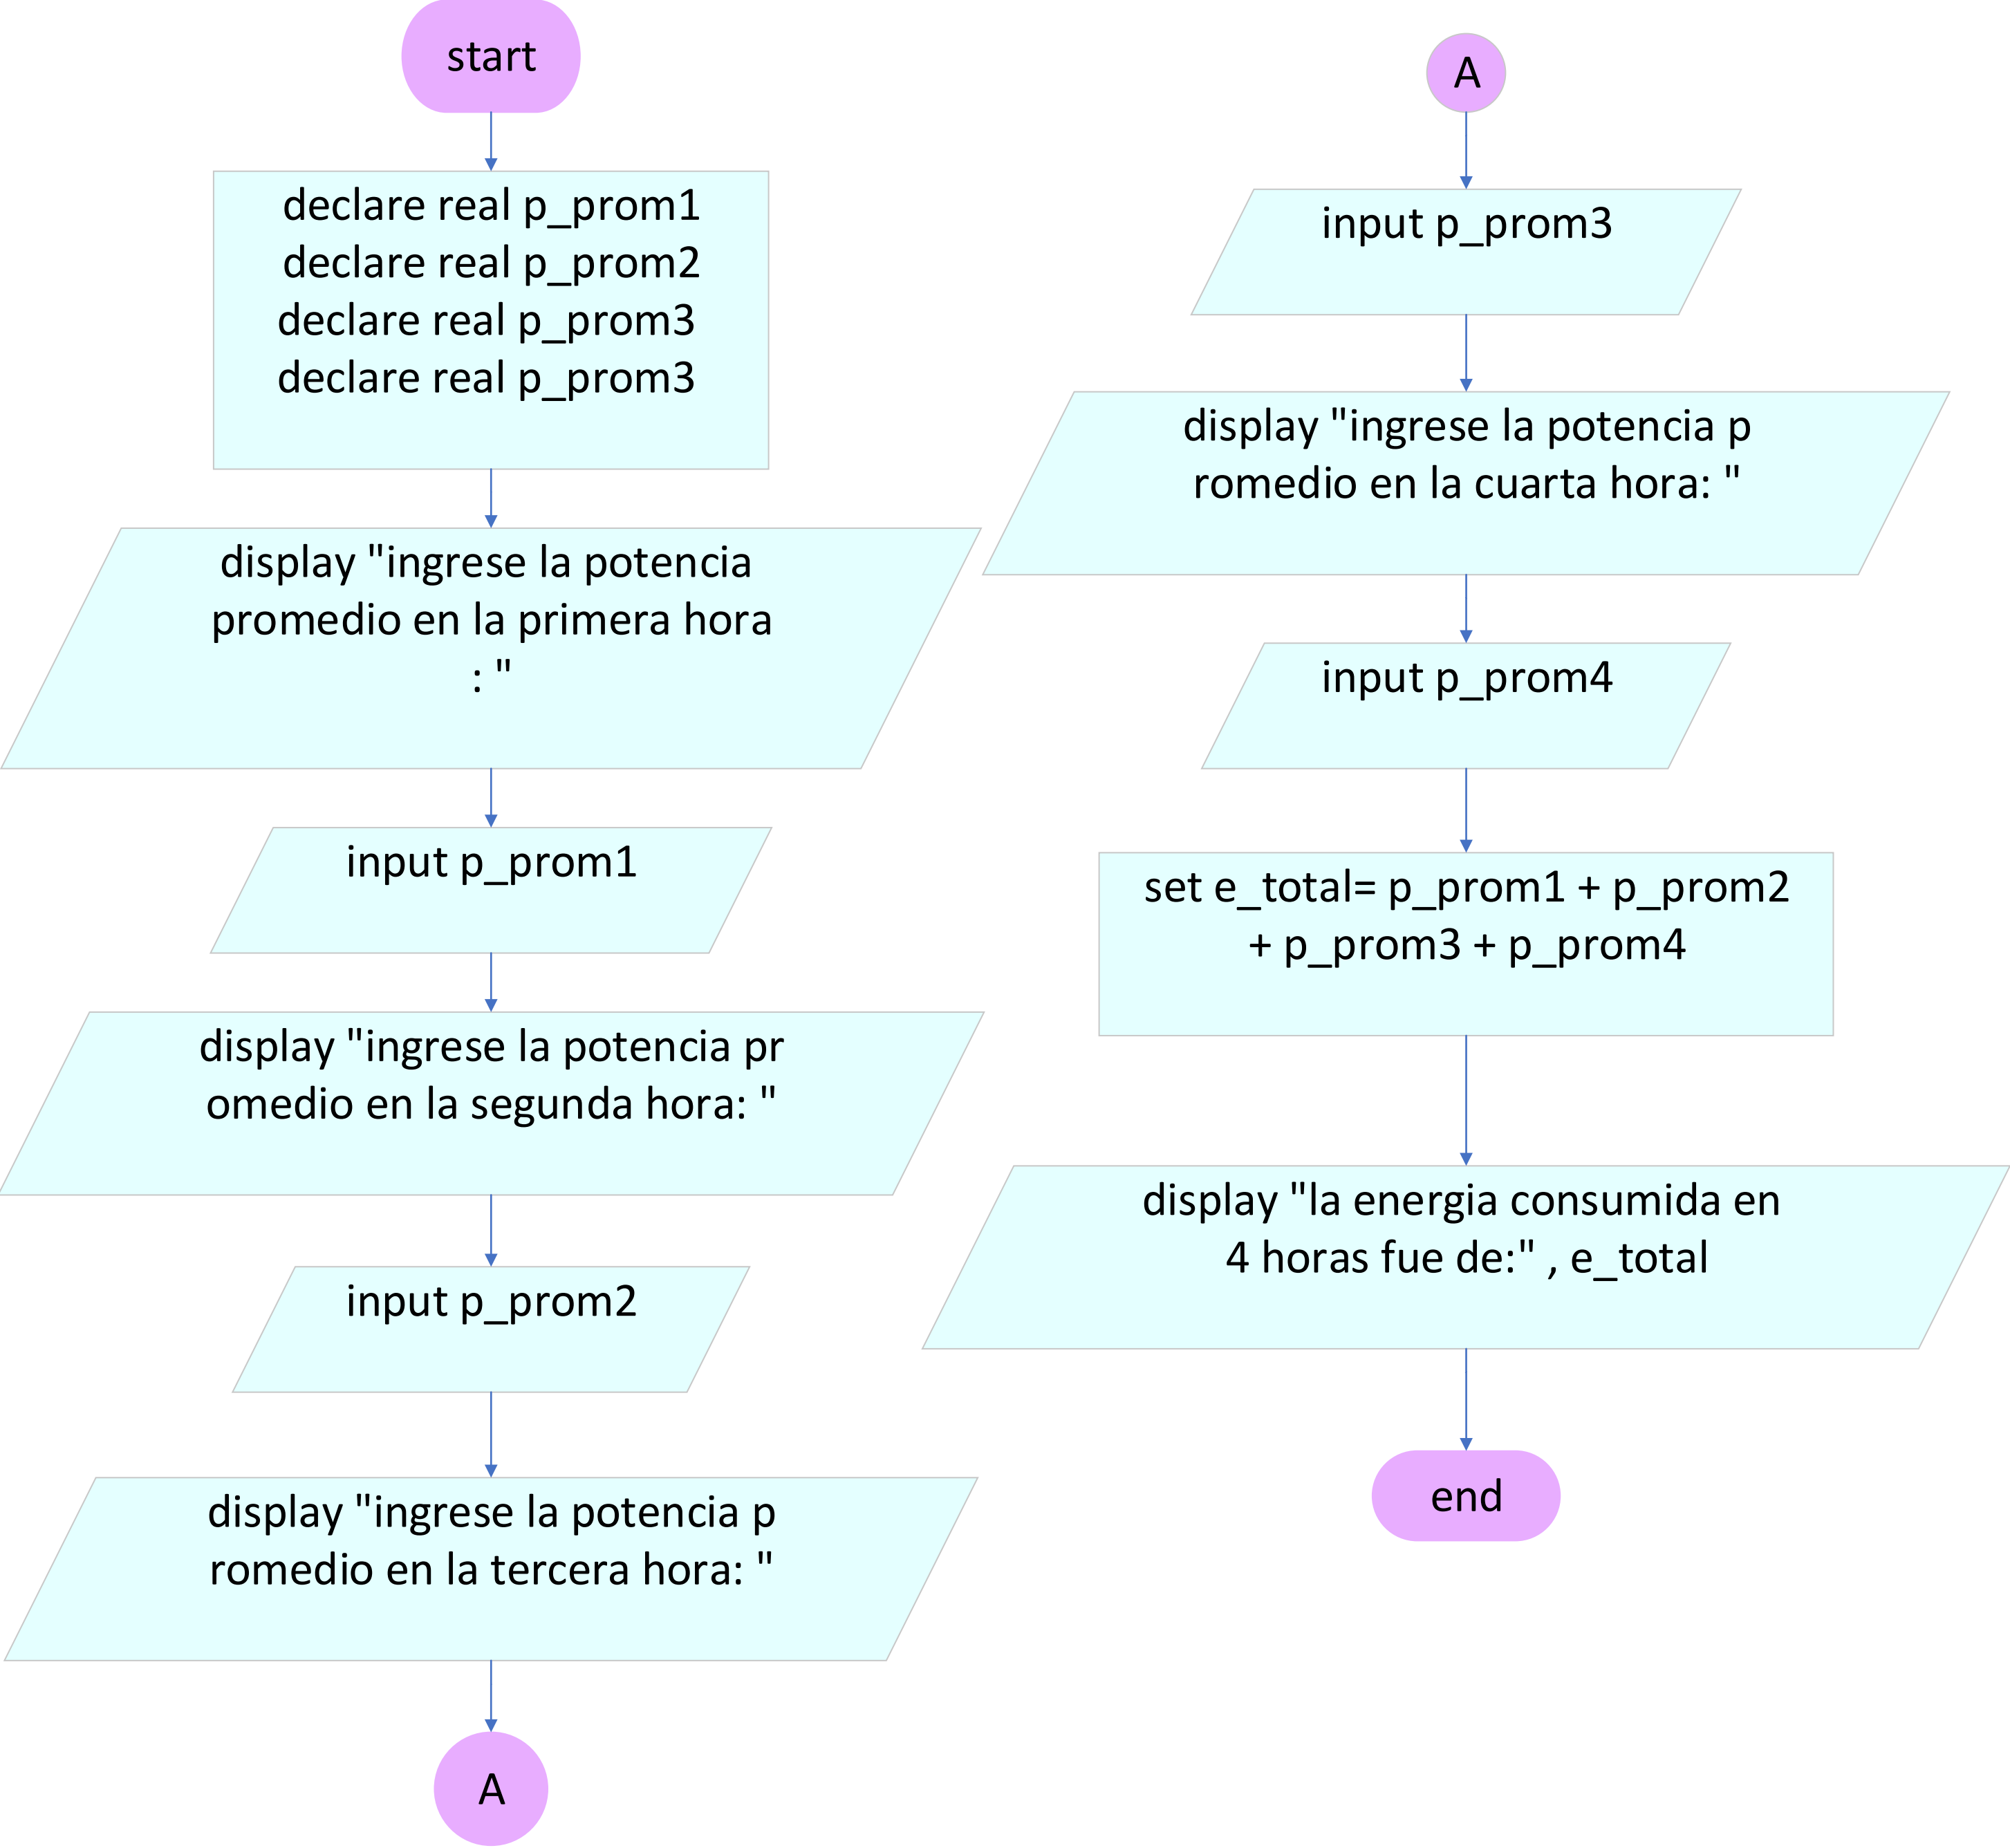 start
declare real p_prom1
declare real p_prom2
declare real p_prom3
declare real p_prom3
display "ingrese la potencia
promedio en la primera hora
: "
input p_prom1
display "ingrese la potencia pr
omedio en la segunda hora: "
input p_prom2
display "ingrese la potencia p
romedio en la tercera hora: "
A
A
input p_prom3
display "ingrese la potencia p
romedio en la cuarta hora: "
input p_prom4
set e_total= p_prom1 + p_prom2
+ p_prom3 + p_prom4
display "la energia consumida en
4 horas fue de:" , e_total
end